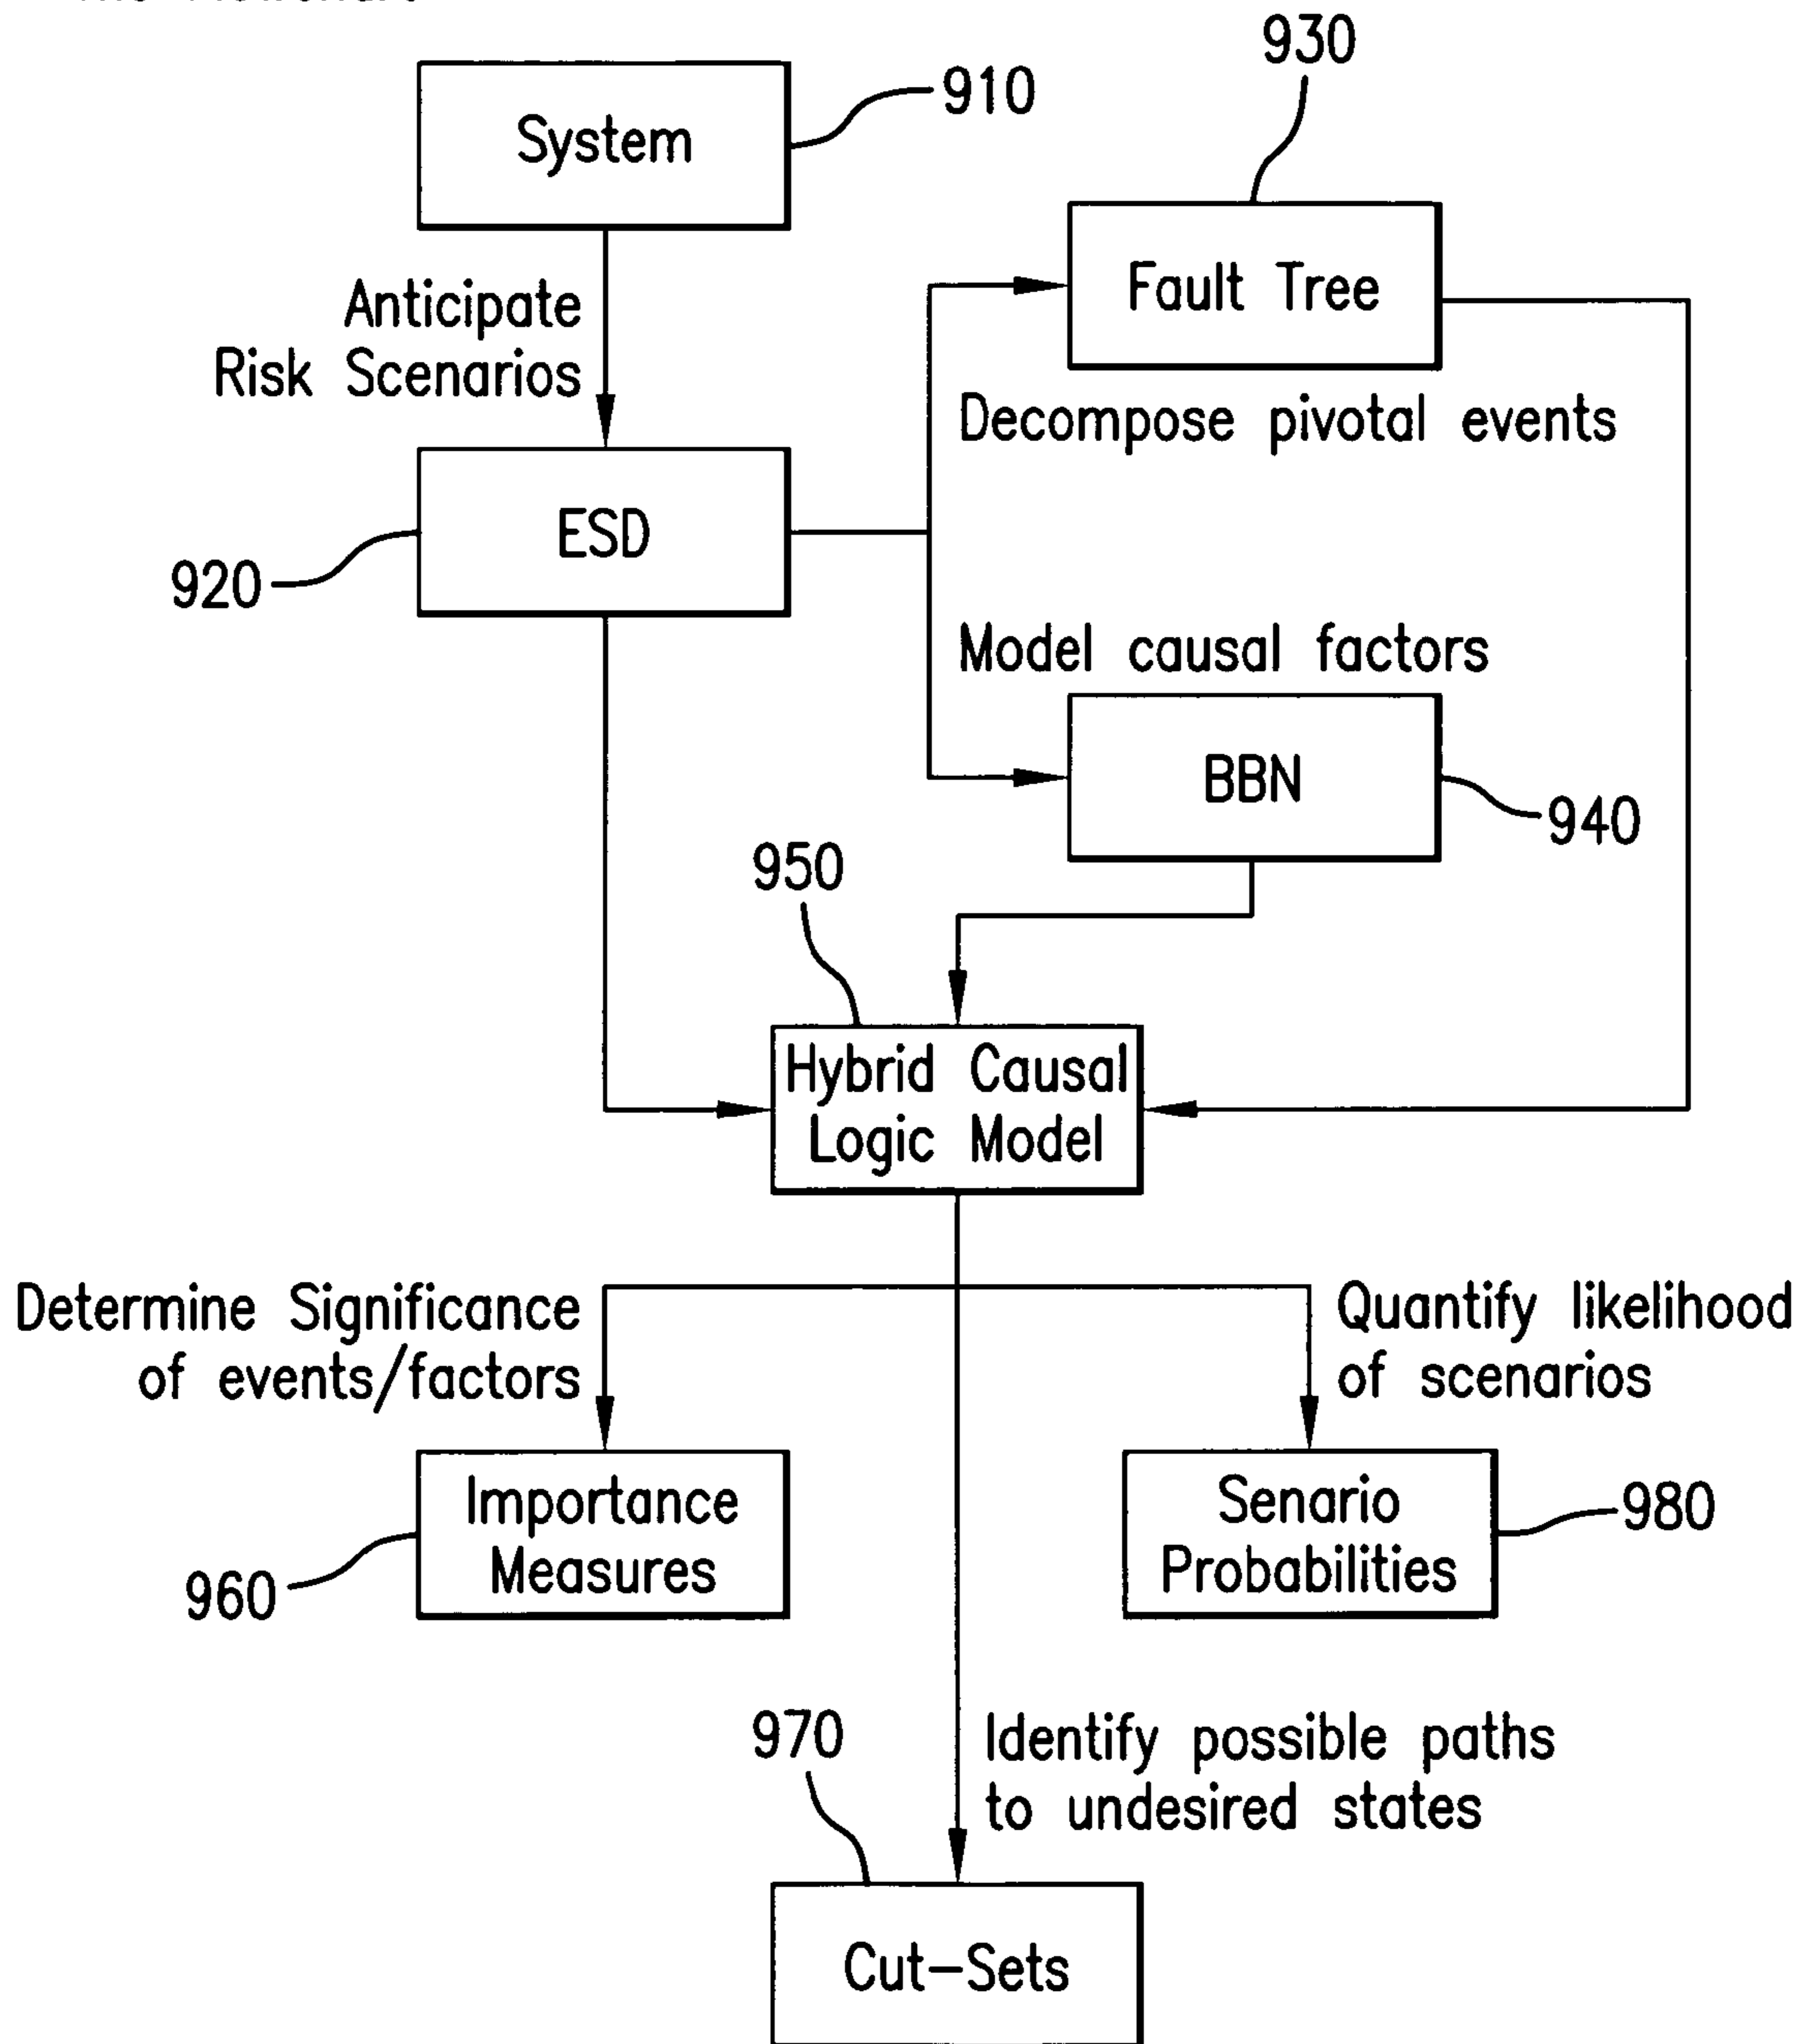 930
910
System
Fault Tree
Anticipate
Risk Scenarios
Decompose pivotal events
ESD
920
Model causal factors
BBN
940
950
Hybrid Causal
Logic Model
Determine Significance
of events/factors
Quantify likelihood
of scenarios
Importance
Measures
960
Senario
Probabilities
980
970
Identify possible paths
to undesired states
Cut-Sets